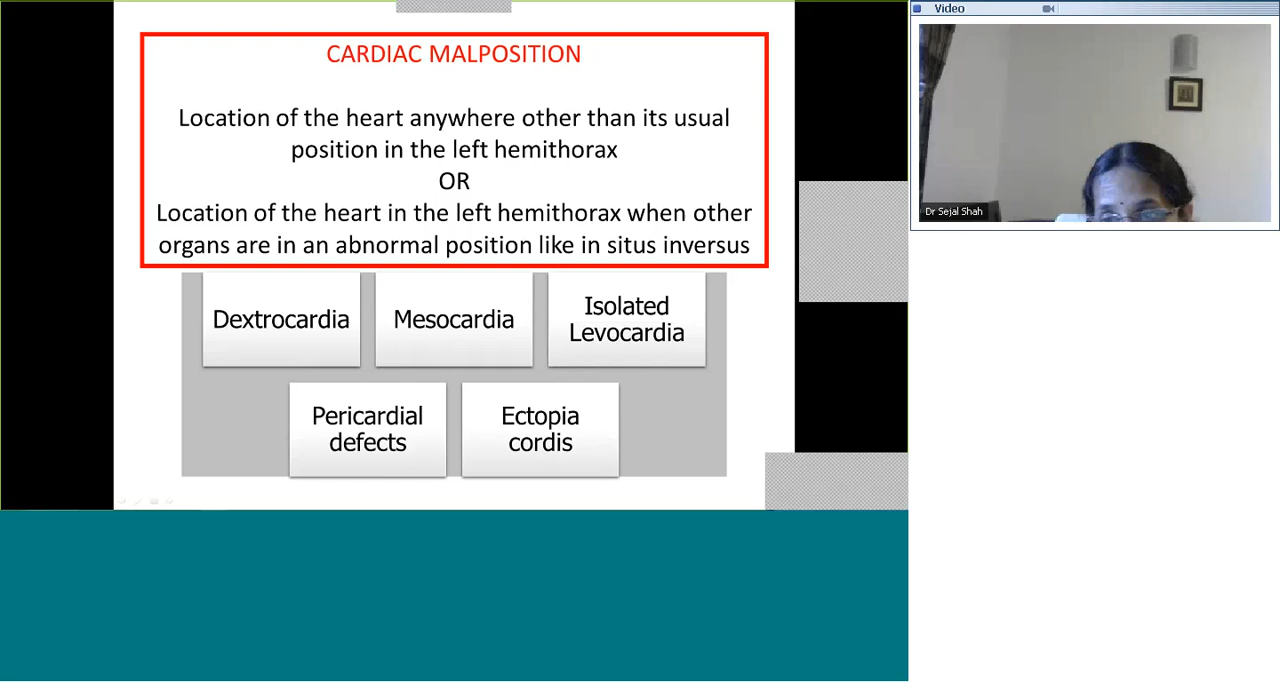 Video
CARDIAC MALPOSITION
Location of the heart anywhere other than its usual
position in the left hemithorax
OR
Location of the heart in the left hemithorax when other
organs are in an abnormal position like in situs inversus
Dextrocardia
Mesocardia
Isolated
Levocardia
Pericardial
defects
Ectopia
cordis
Dr Sejal Shah